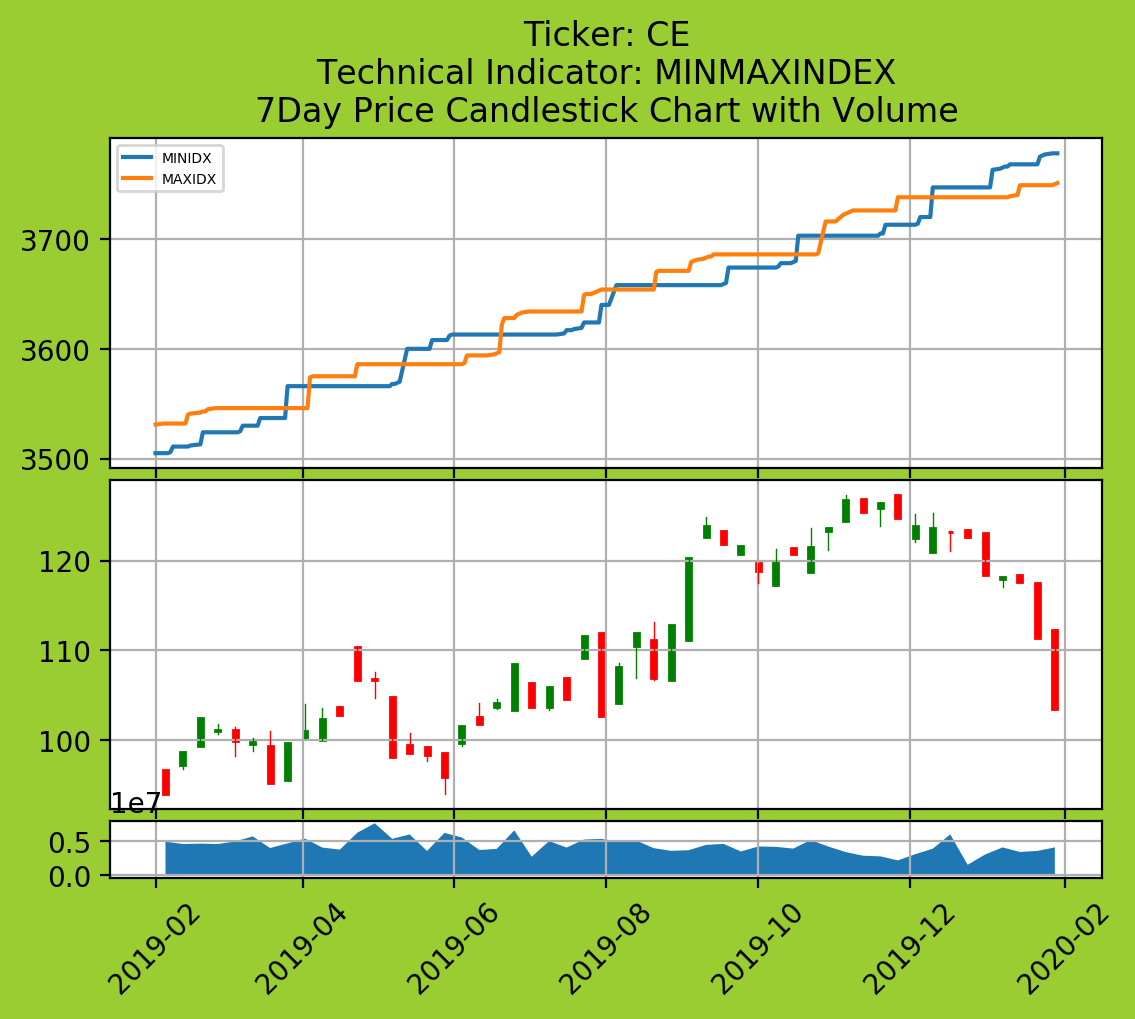 Ticker: CE
Technical Indicator: MINMAXINDEX
7Day Price Candlestick Chart with Volume
MINIDX
MAXIDX
3700
3600
3500
120
110
100
1e7
0.5
0.0
2019-02
2019-04
2019-06
2019-08
2019-10
2019-12
2020-02